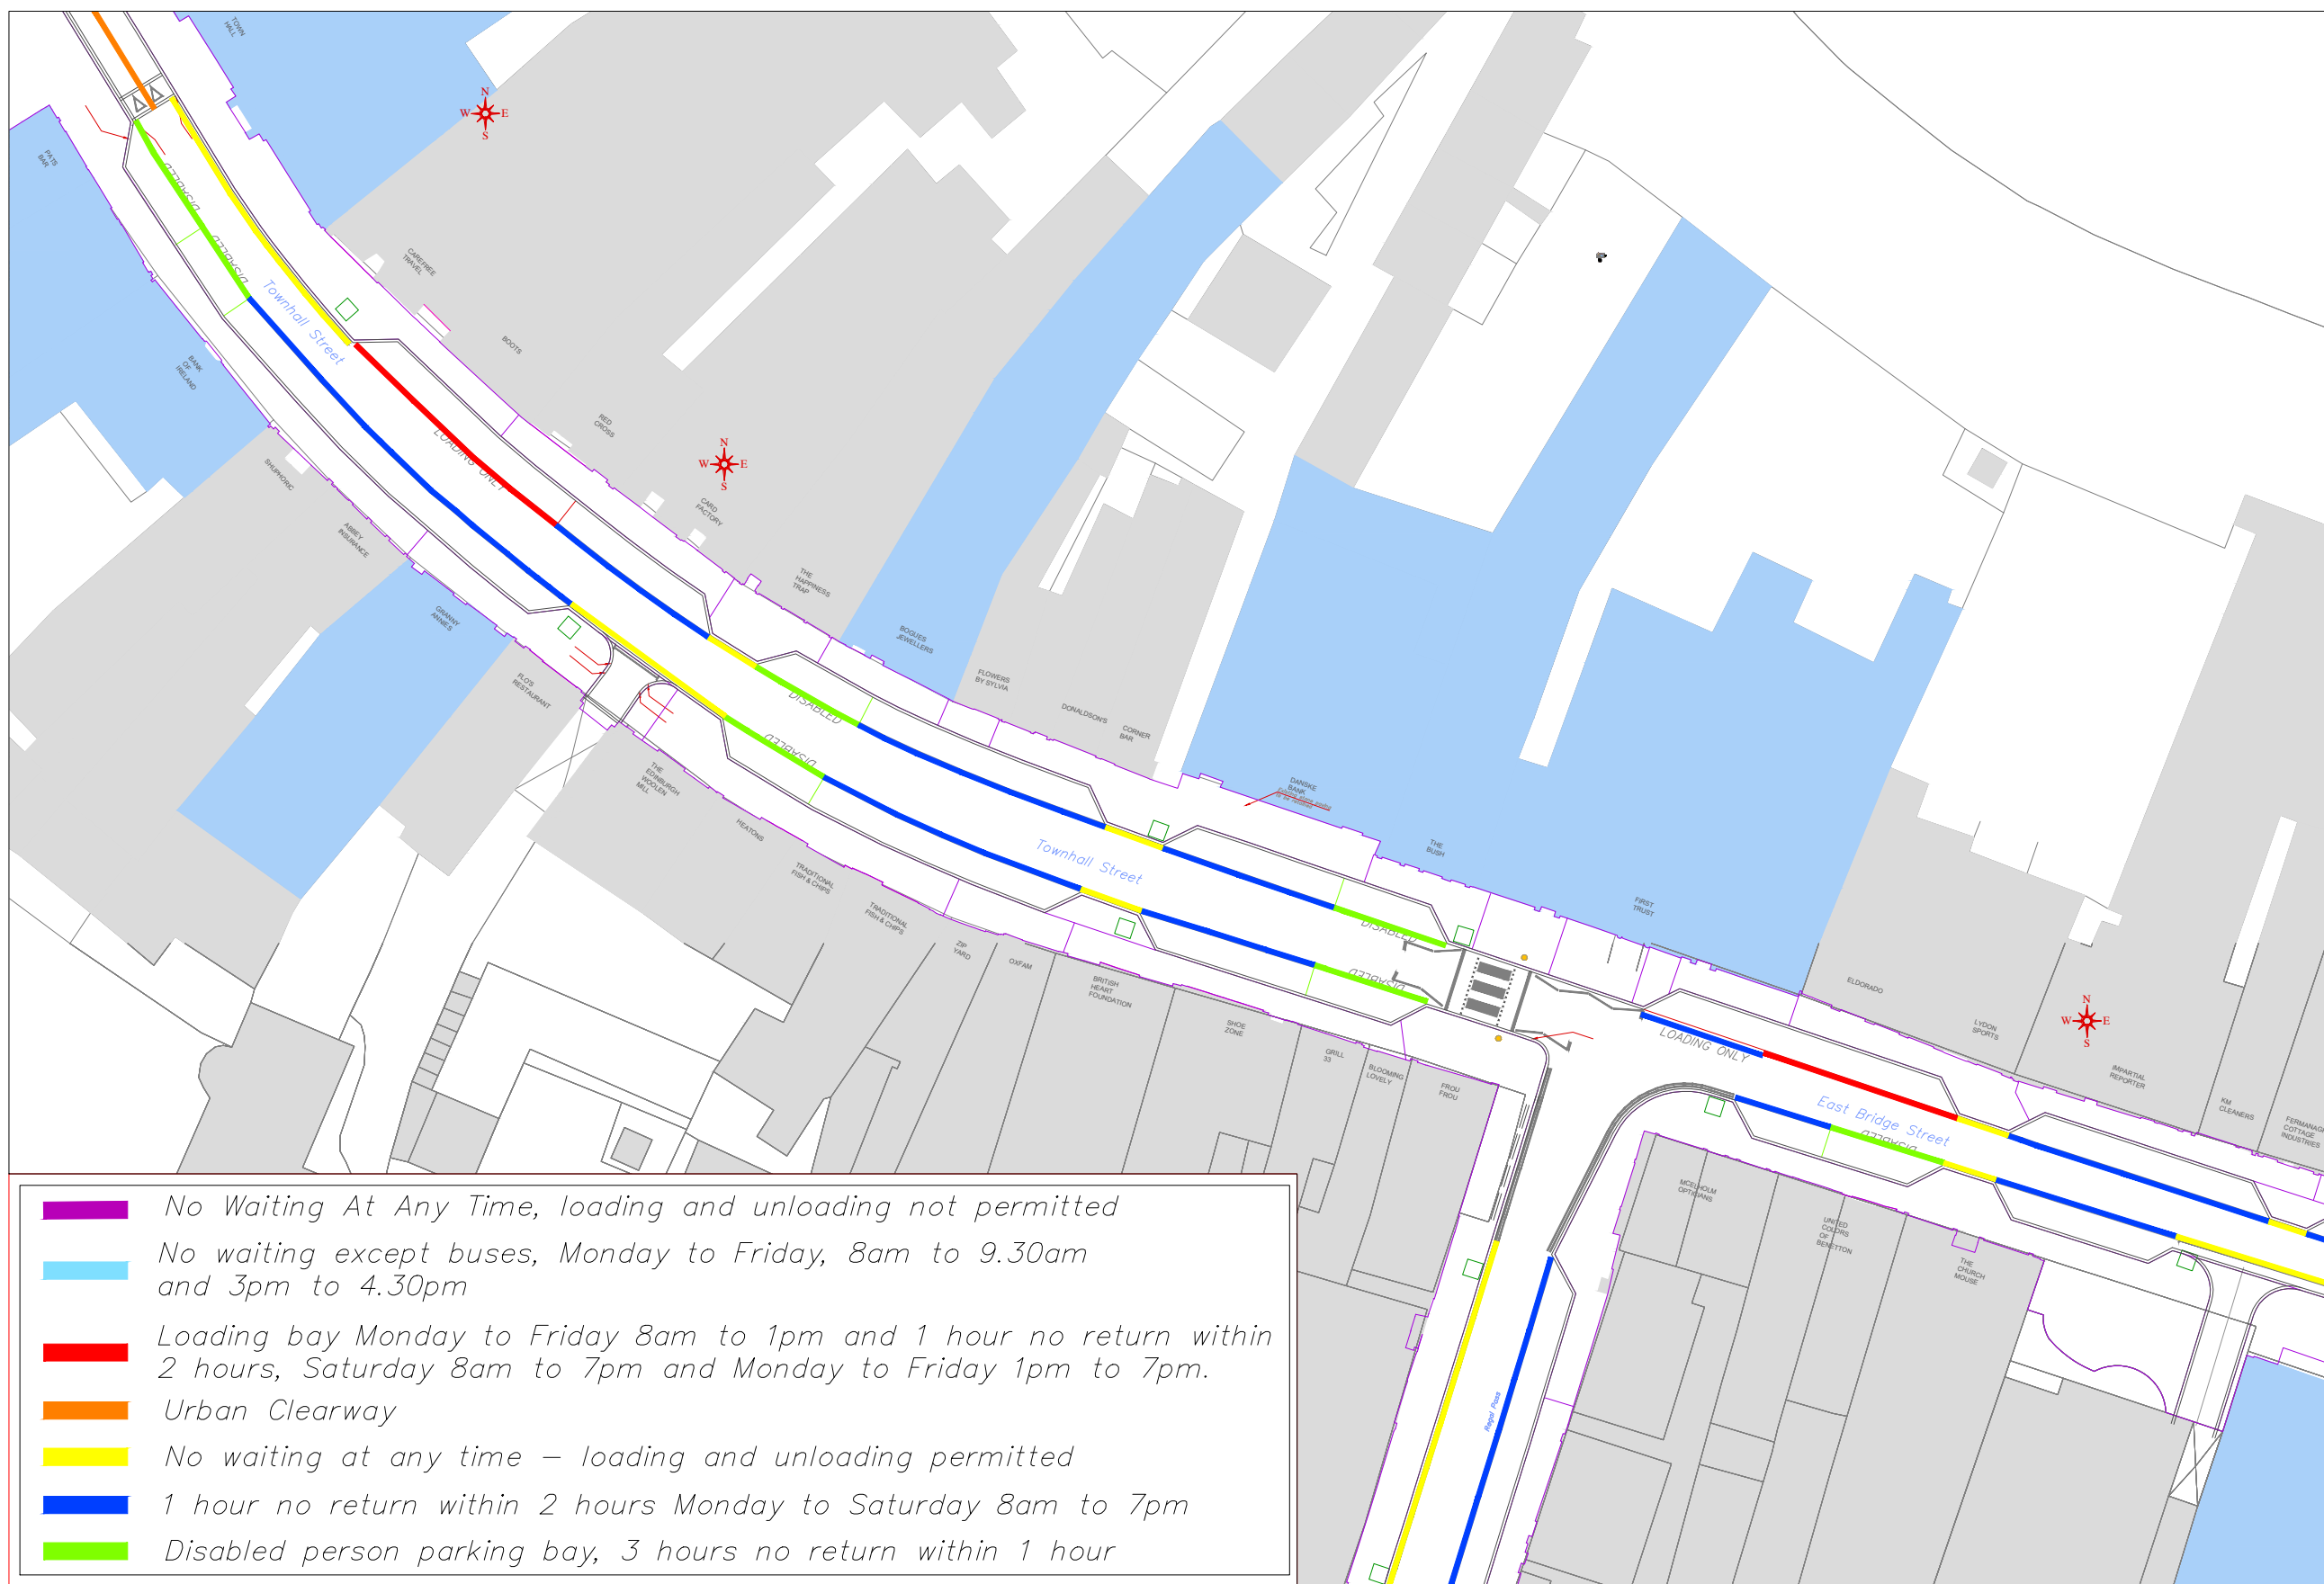 TOWN
HALL
N
W E
S
PATS
BAR
DISABLED
DISABLED
CAREFREE
TRAVEL
Townhall Street
BOOTS
BANK
OF
IRELAND
RED
CROSS
LOADING ONLY
N
W E
S
SHUPHORIC
CARD
FACTORY
ABBEY
INSURANCE
THE
HAPPINESS
TRAP
GRANNY
ANNIES
BOGUES
JEWELLERS
FLO'S
RESTAURANT
FLOWERS
BY SYLVIA
DISABLED
DONALDSON'S
CORNER
BAR
DISABLED
THE
EDINBURGH
WOOLEN
MILL
DANSKE
BANK
HEATONS
Townhall Street
THE
BUSH
TRADITIONAL
FISH & CHIPS
TRADITIONAL
FISH & CHIPS
FIRST
TRUST
DISABLED
ZIP
YARD
OXFAM
DISABLED
BRITISH
HEART
FOUNDATION
ELDORADO
N
W E
S
SHOE
ZONE
LOADING ONLY
LYDON
SPORTS
GRILL
33
BLOOMING
LOVELY
FROU
FROU
IMPARTIAL
REPORTER
East Bridge Street
DISABLED
KM
CLEANERS
FERMANAG
COTTAGE
INDUSTRIES
MCELHOLM
OPTICIANS
UNITED
COLORS
OF
BENETTON
THE
CHURCH
MOUSE
Regal Pass
No Waiting At Any Time, loading and unloading not permitted
No waiting except buses, Monday to Friday, 8am to 9.30am
and 3pm to 4.30pm
Loading bay Monday to Friday 8am to 1pm and 1 hour no return within
2 hours, Saturday 8am to 7pm and Monday to Friday 1pm to 7pm.
Urban Clearway
No waiting at any time – loading and unloading permitted
1 hour no return within 2 hours Monday to Saturday 8am to 7pm
Disabled person parking bay, 3 hours no return within 1 hour